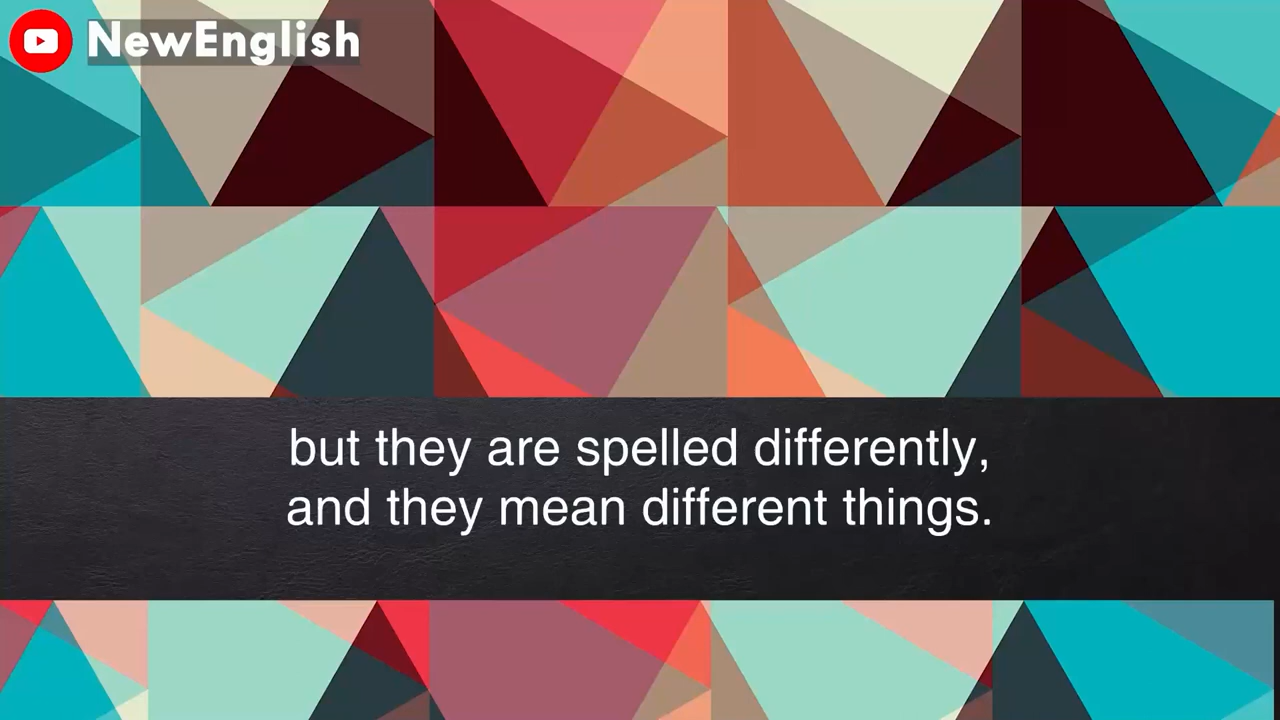 NewEnglish
but they are spelled differently,
and they mean different things.